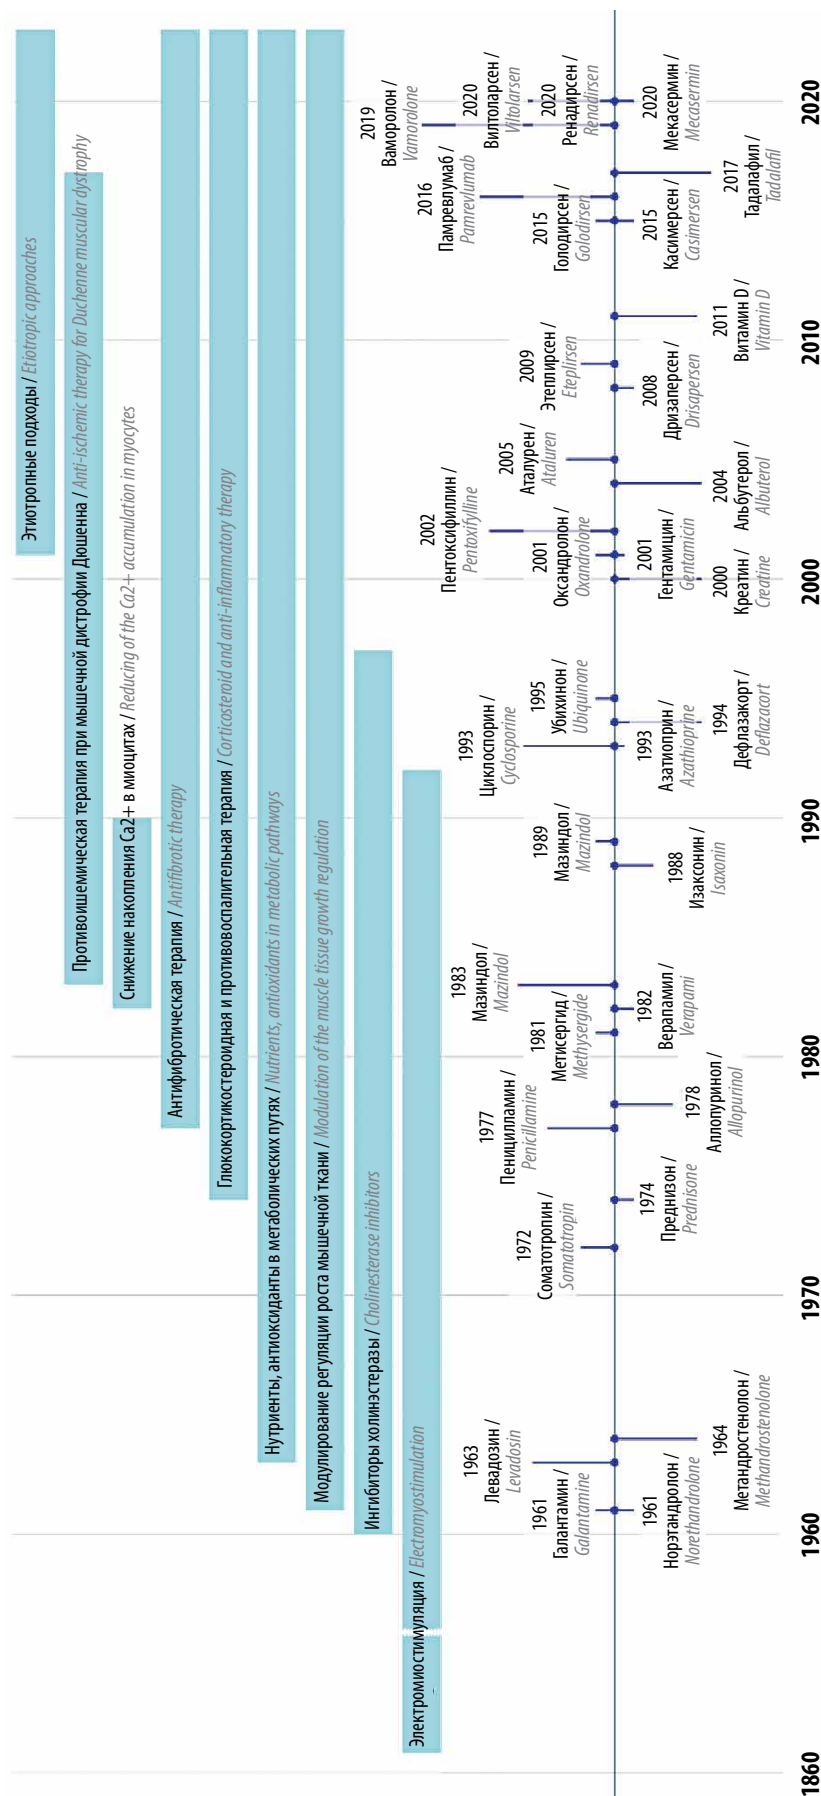 Этиотропные подходы / Etiotropic approaches
Противоишемическая терапия при мышечной дистрофии Дюшенна / Anti-ischemic therapy for Duchenne muscular dystrophy
Снижение накопления Ca2+ в миоцитах / Reducing of the Ca2+ accumulation in myocytes
Антифибротическая терапия / Antifibrotic therapy
Глюкокортикостероидная и противовоспалительная терапия / Corticosteroid and anti-inflammatory therapy
Нутриенты, антиоксиданты в метаболических путях / Nutrients, antioxidants in metabolic pathways
Модулирование регуляции роста мышечной ткани / Modulation of the muscle tissue growth regulation
Ингибиторы холинэстеразы / Cholinesterase inhibitors
Электромиостимуляция / Electromyostimulation
1963
Левадозин /
Levadosin
1961
Галантамин /
Galantamine
1972
Соматотропин /
Somatotropin
1977
Пеницилламин /
Penicillamine
1983
Мазиндол /
Mazindol
1981
Метисергид /
Methysergide
1989
Мазиндол /
Mazindol
1993
Циклоспорин /
Cyclosporine
1995
Убихинон /
Ubiquinone
2002
Пентоксифиллин /
Pentoxifylline
2001
Оксандролон /
Oxandrolone
2005
Аталурен /
Ataluren
2009
Этеплирсен /
Eteplirsen
2016
Памревлумаб /
Pamrevlumab
2015
Голодирсен /
Golodirsen
2019
Ваморолон /
Vamorolone
2020
Вилтоларсен /
Viltolarsen
2020
Ренадирсен /
Renadirsen
1961
Норэтандролон /
Norethandrolone
1964
Метандростенолон /
Methandrostenolone
1974
Преднизон /
Prednisone
1978
Аллопуринол /
Allopurinol
1982
Верапамил /
Verapami
1988
Изаксонин /
Isaxonin
1993
Азатиоприн /
Azathioprine
1994
Дефлазакорт /
Deflazacort
2001
Гентамицин /
Gentamicin
2000
Креатин /
Creatine
2004
Альбутерол /
Albuterol
2008
Дризаперсен /
Drisapersen
2011
Витамин D /
Vitamin D
2015
Касимерсен /
Casimersen
2017
Тадалафил /
Tadalafil
2020
Мекасермин /
Mecasermin
1860
1960
1970
1980
1990
2000
2010
2020